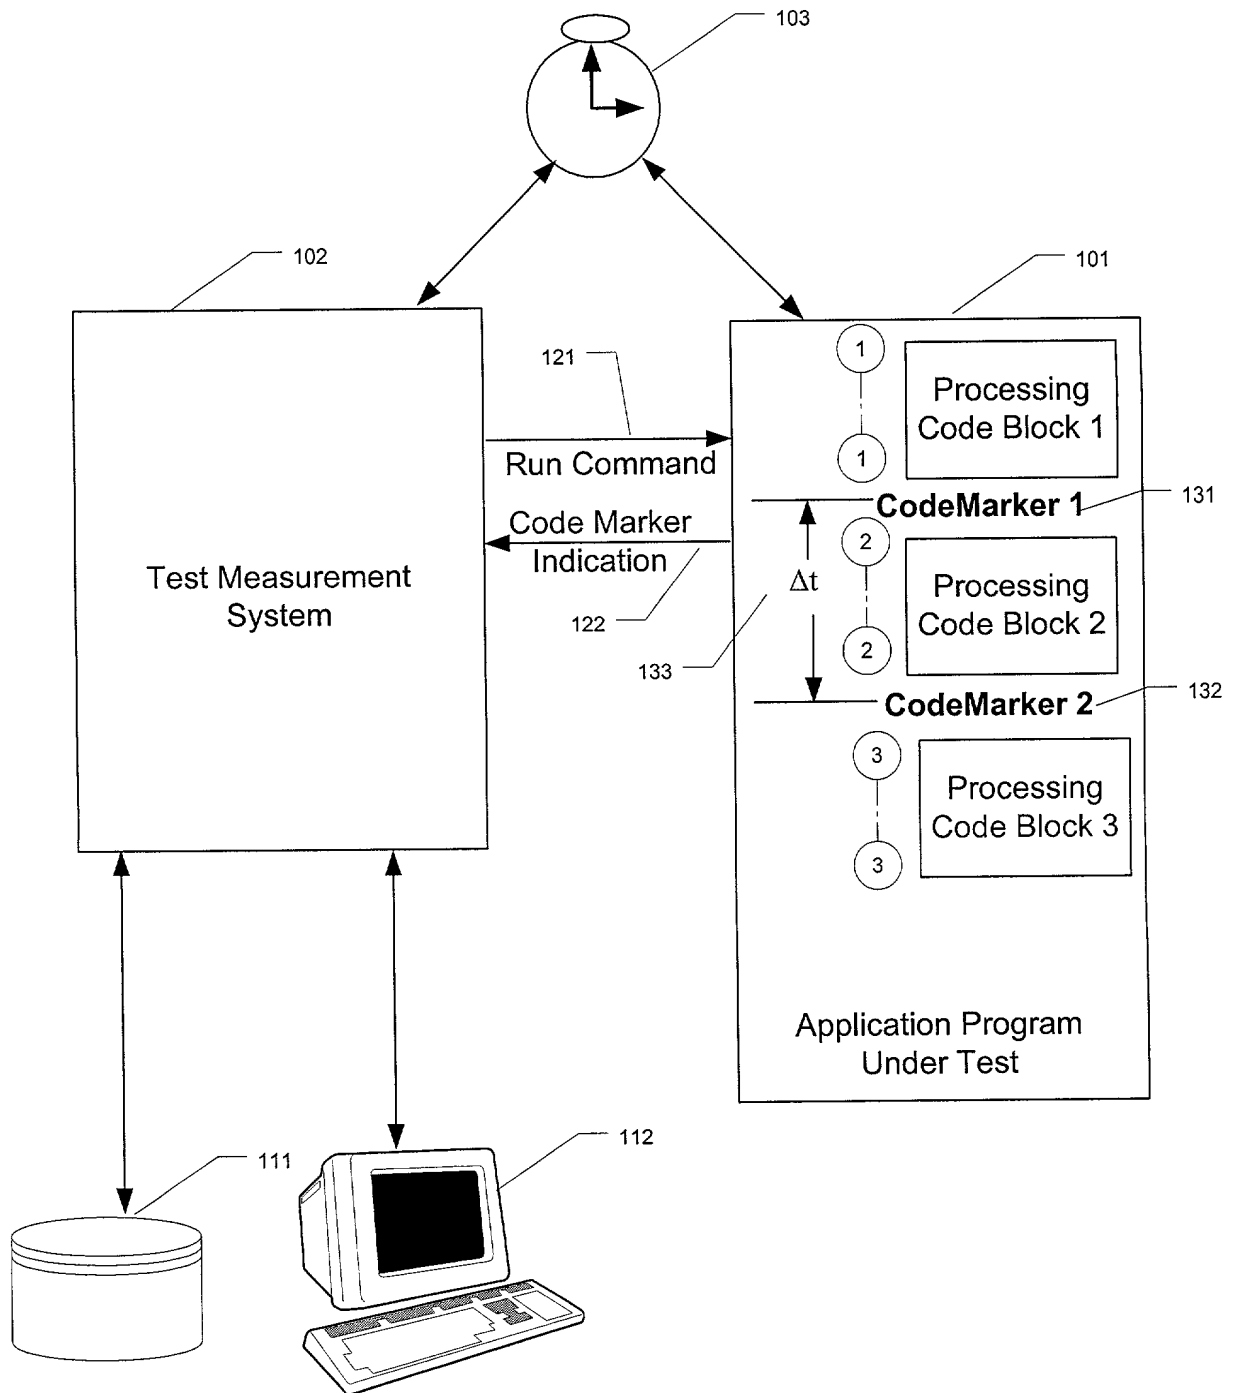 103
102
101
1
Processing
Code Block 1
1
121
Run Command
CodeMarker 1
131
Code Marker
Indication
122
2
Δt
Processing
Code Block 2
2
133
CodeMarker 2
132
Test Measurement
System
3
Processing
Code Block 3
3
Application Program
Under Test
111
112